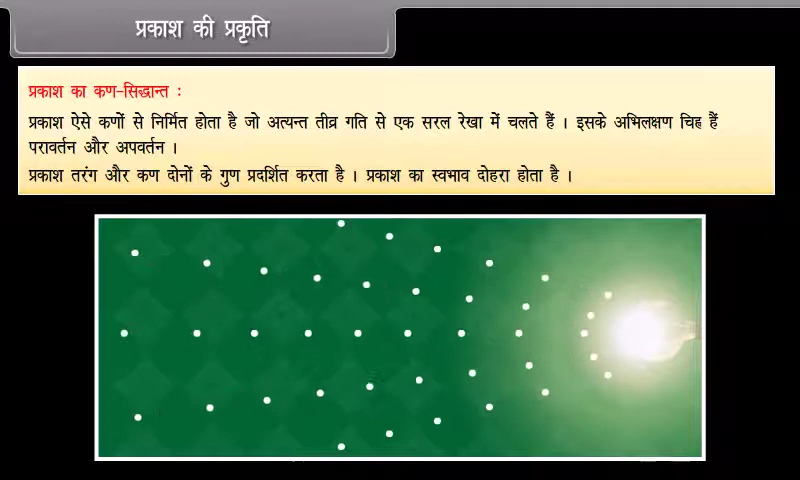 प्रकाश की प्रकृति
प्रकाश का कण-सिद्धान्त :
प्रकाश ऐसे कणों से निर्मित होता है जो अत्यन्त तीव्र गति से एक सरल रेखा में चलते हैं । इसके अभिलक्षण चिह्न हैं
परावर्तन और अपवर्तन ।
प्रकाश तरंग और कण दोनों के गुण प्रदर्शित करता है । प्रकाश का स्वभाव दोहरा होता है ।